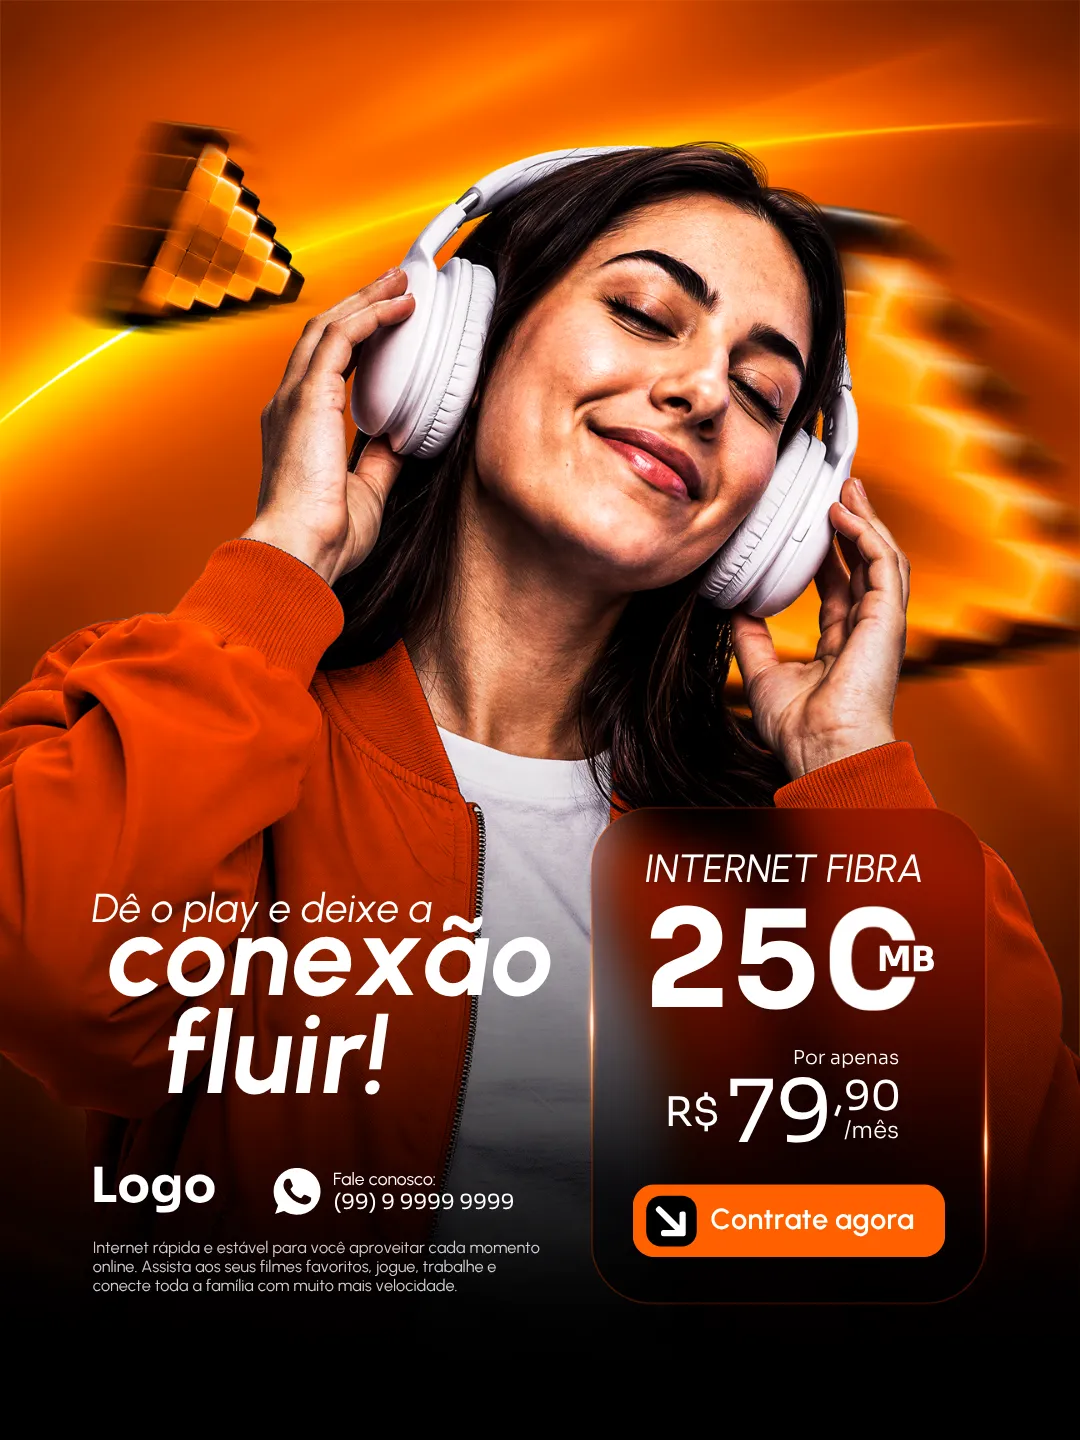 Dê o play e deixe a
conexão
fluir!
Logo
Fale conosco:
(99) 9 9999 9999
Internet rápida e estável para você aproveitar cada momento
online. Assista aos seus filmes favoritos, jogue, trabalhe e
conecte toda a família com muito mais velocidade.
INTERNET FIBRA
250 MB
Por apenas
R$ 79,90
/mês
Contrate agora